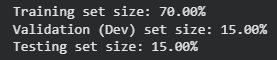 Training set size: 70.00%
Validation (Dev) set size: 15.00%
Testing set size: 15.00%